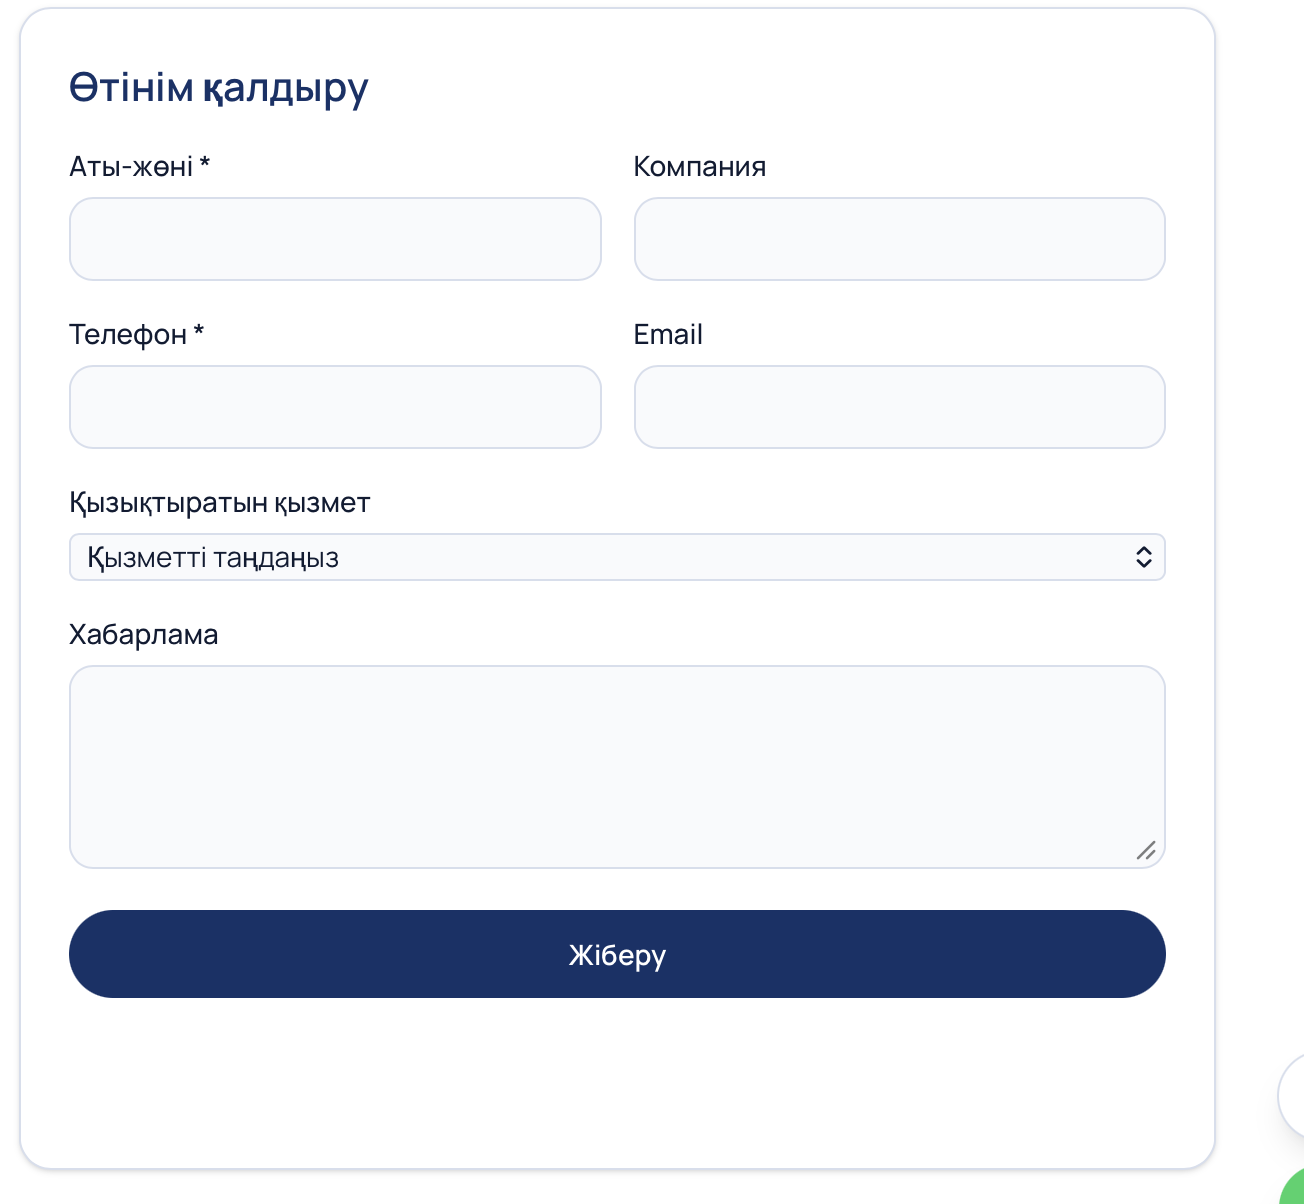 Өтінім қалдыру
Аты-жөні *
Компания
Телефон *
Email
Қызықтыратын қызмет
Қызметті таңдаңыз
Хабарлама
Жіберу